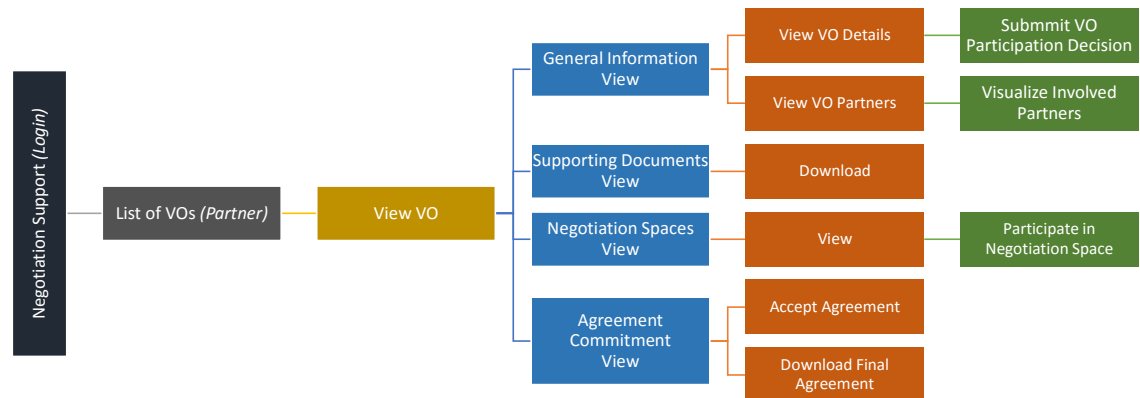 Negotiation Support (Login)
List of VOs (Partner)
View VO
General Information
View
Supporting Documents
View
Negotiation Spaces
View
Agreement
Commitment
View
View VO Details
View VO Partners
Download
View
Accept Agreement
Download Final
Agreement
Submmit VO
Participation Decision
Visualize Involved
Partners
Participate in
Negotiation Space